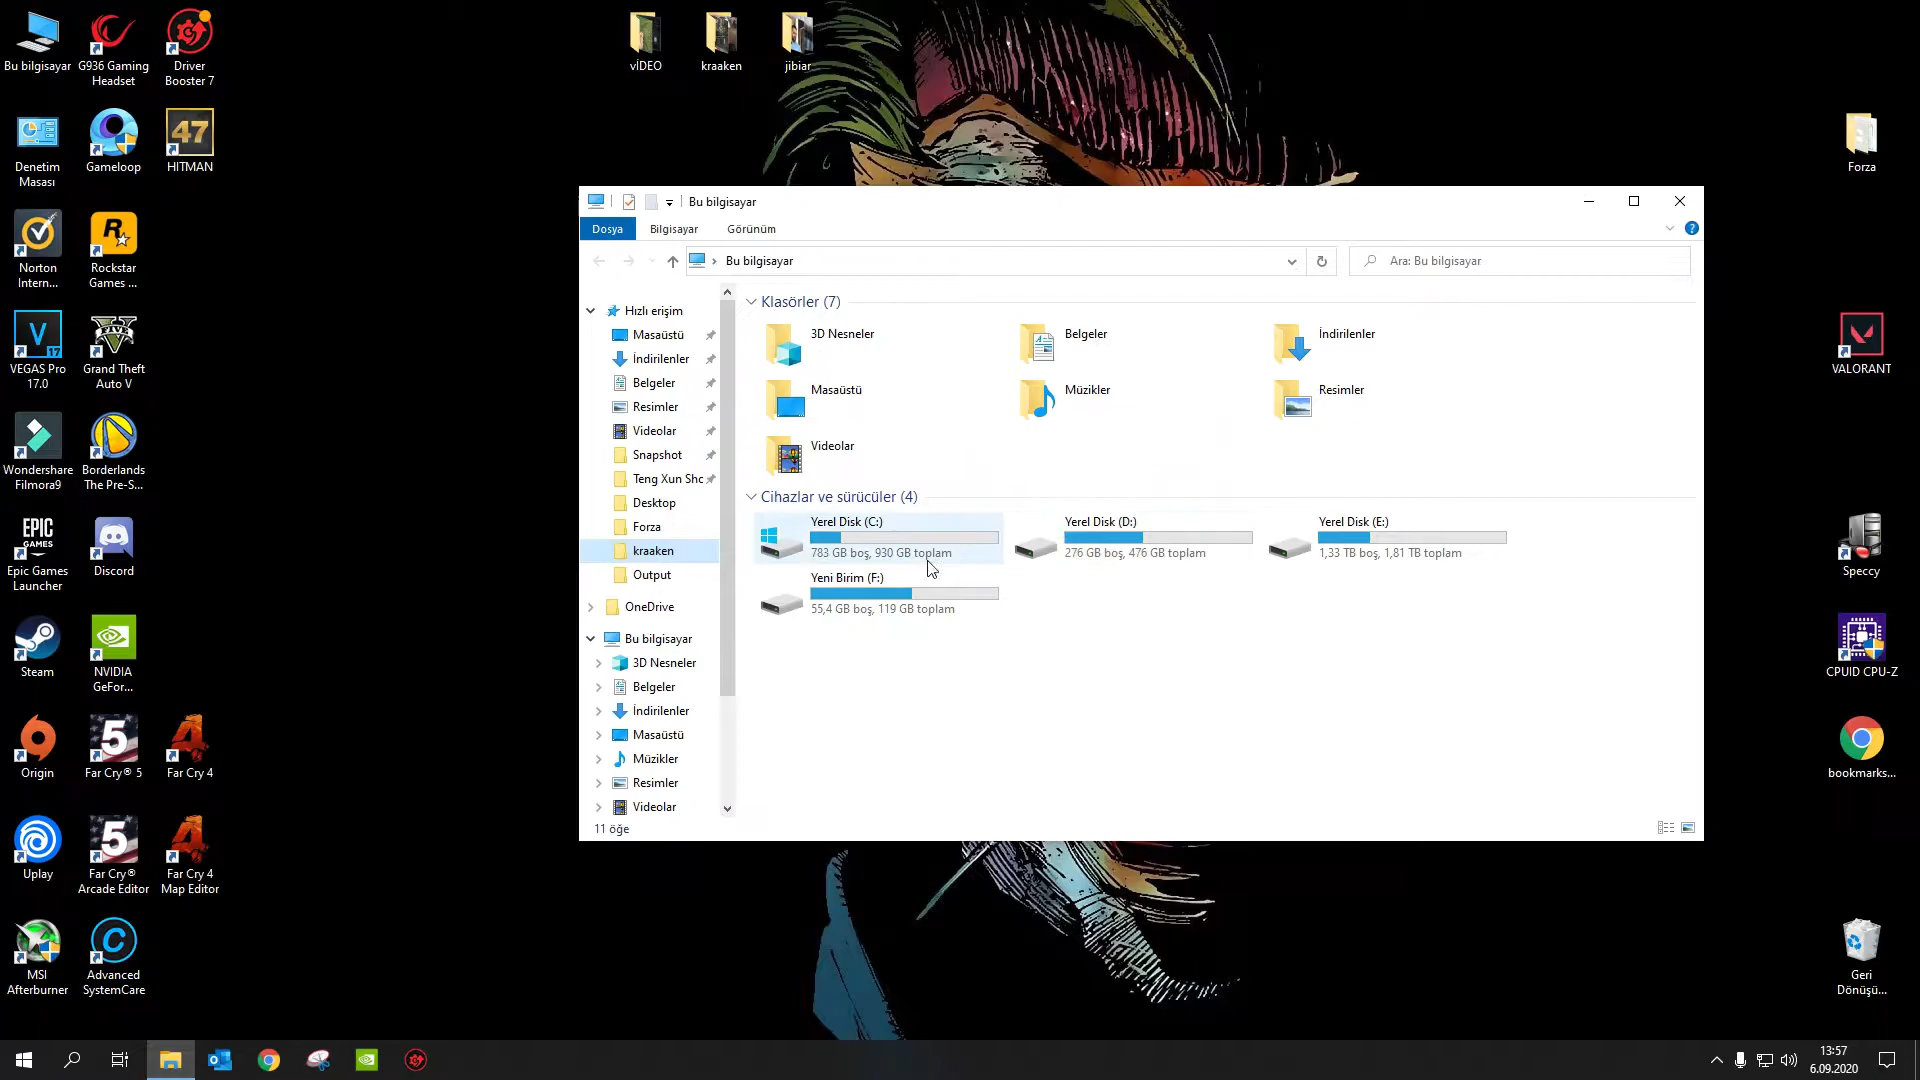 Bu bilgisayar
G936 Gaming
Headset
Driver
Booster 7
vİDEO
kraaken
jibiar
Denetim
Masası
Gameloop
47
HITMAN
Forza
Norton
Intern...
R
Rockstar
Games ...
V
17
VEGAS Pro
17.0
V
Grand Theft
Auto V
VALORANT
Wondershare
Filmora9
Borderlands
The Pre-S...
EPIC
GAMES
Epic Games
Launcher
Discord
Speccy
Steam
NVIDIA
GeFor...
CPUID CPU-Z
Origin
5
Far Cry® 5
4
Far Cry 4
bookmarks...
Uplay
5
Far Cry®
Arcade Editor
4
Far Cry 4
Map Editor
MSI
Afterburner
C
Advanced
SystemCare
Geri
Dönüşü...
Bu bilgisayar
Dosya
Bilgisayar
Görünüm
?
Bu bilgisayar
Ara: Bu bilgisayar
Hızlı erişim
Masaüstü
İndirilenler
Belgeler
Resimler
Videolar
Snapshot
Teng Xun Shc
Desktop
Forza
kraaken
Output
OneDrive
Bu bilgisayar
3D Nesneler
Belgeler
İndirilenler
Masaüstü
Müzikler
Resimler
Videolar
Klasörler (7)
3D Nesneler
Belgeler
İndirilenler
Masaüstü
Müzikler
Resimler
Videolar
Cihazlar ve sürücüler (4)
Yerel Disk (C:)
783 GB boş, 930 GB toplam
Yerel Disk (D:)
276 GB boş, 476 GB toplam
Yerel Disk (E:)
1,33 TB boş, 1,81 TB toplam
Yeni Birim (F:)
55,4 GB boş, 119 GB toplam
11 öğe
13:57
6.09.2020